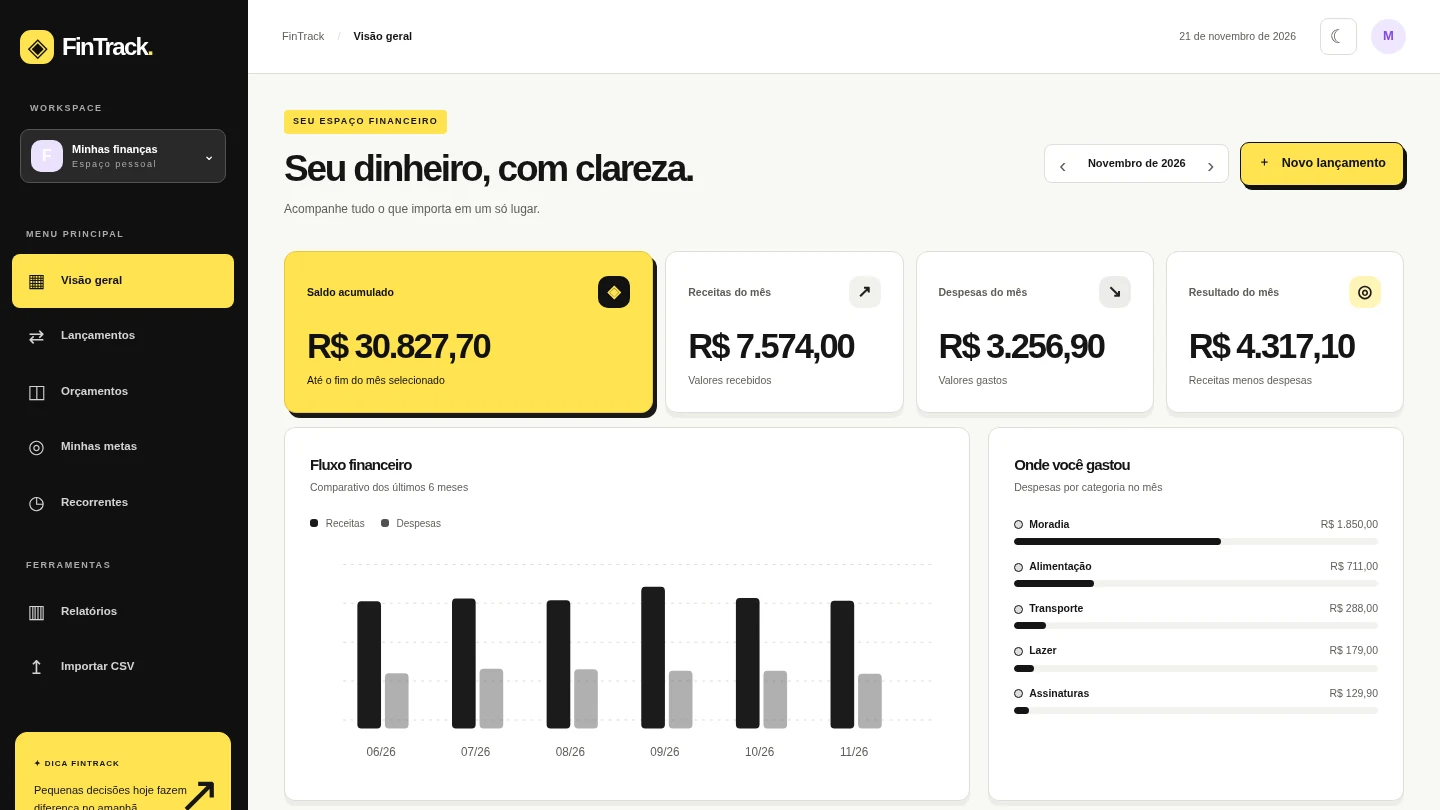 FinTrack.
WORKSPACE
F
Minhas finanças
Espaço pessoal
MENU PRINCIPAL
Visão geral
Lançamentos
Orçamentos
Minhas metas
Recorrentes
FERRAMENTAS
Relatórios
Importar CSV
✦ DICA FINTRACK
Pequenas decisões hoje fazem
diferença no amanhã.
FinTrack / Visão geral
21 de novembro de 2026
M
SEU ESPAÇO FINANCEIRO
Seu dinheiro, com clareza.
Acompanhe tudo o que importa em um só lugar.
‹ Novembro de 2026 ›
+ Novo lançamento
Saldo acumulado
R$ 30.827,70
Até o fim do mês selecionado
Receitas do mês
R$ 7.574,00
Valores recebidos
Despesas do mês
R$ 3.256,90
Valores gastos
Resultado do mês
R$ 4.317,10
Receitas menos despesas
Fluxo financeiro
Comparativo dos últimos 6 meses
Receitas Despesas
06/26 07/26 08/26 09/26 10/26 11/26
Onde você gastou
Despesas por categoria no mês
Moradia R$ 1.850,00
Alimentação R$ 711,00
Transporte R$ 288,00
Lazer R$ 179,00
Assinaturas R$ 129,90